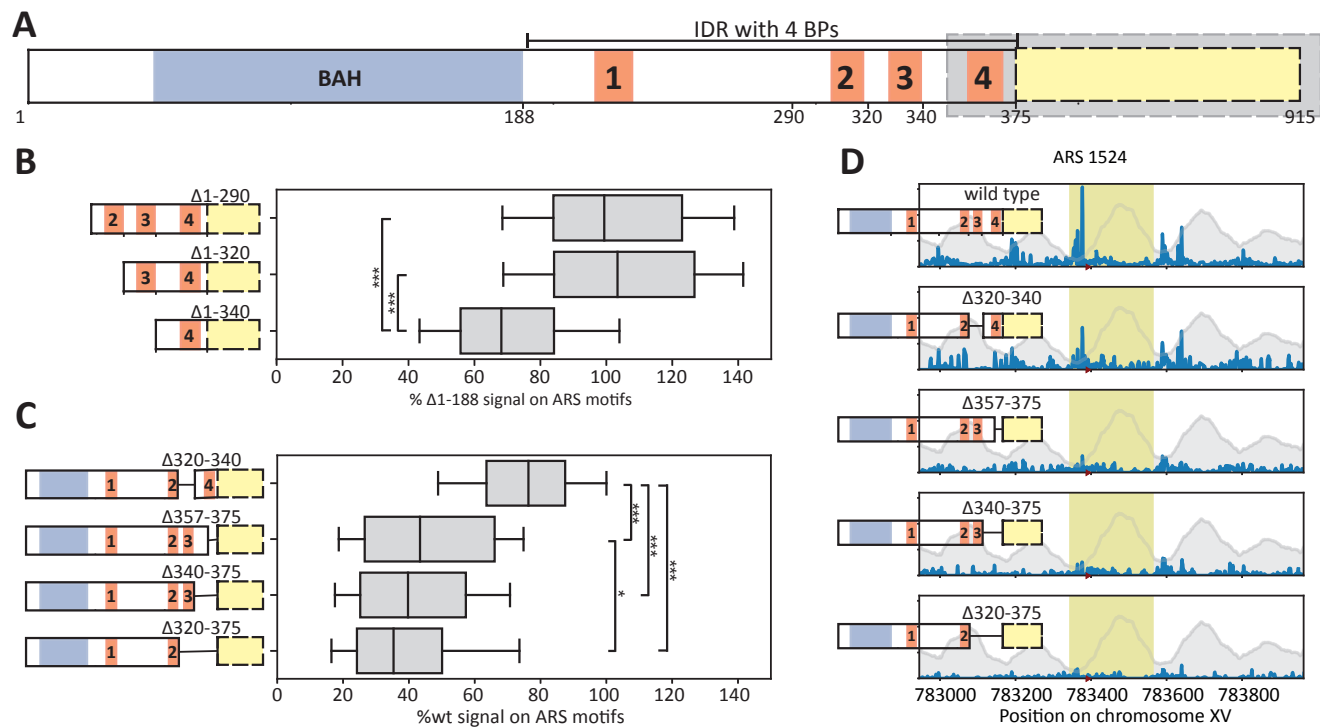 A
IDR with 4 BPs
BAH 1 2 3 4
1 188 290 320 340 375 915
B
Δ1-290
2 3 4
Δ1-320
3 4
Δ1-340
4
***
***
0 20 40 60 80 100 120 140
% Δ1-188 signal on ARS motifs
C
Δ320-340
1 2 4
Δ357-375
1 2 3
Δ340-375
1 2 3
Δ320-375
1 2
***
***
***
*
0 20 40 60 80 100 120 140
%wt signal on ARS motifs
D
ARS 1524
wild type
1 2 3 4
Δ320-340
1 2 4
Δ357-375
1 2 3
Δ340-375
1 2 3
Δ320-375
1 2
783000 783200 783400 783600 783800
Position on chromosome XV